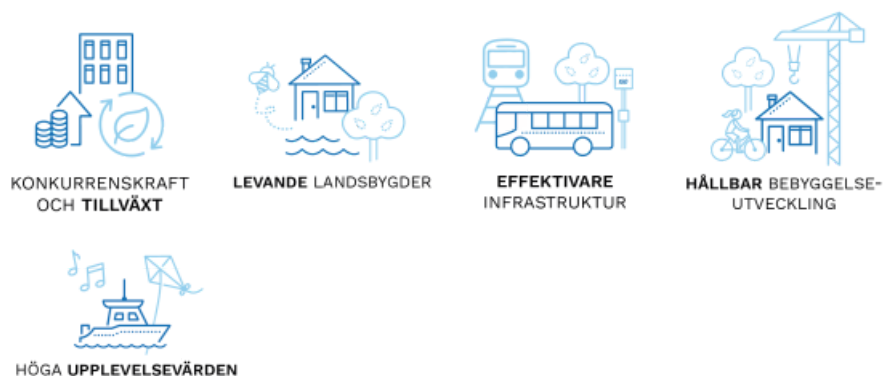 KONKURRENSKRAFT
OCH TILLVÄXT
LEVANDE LANDSBYGDER
EFFEKTIVARE
INFRASTRUKTUR
HÅLLBAR BEBYGGELSE-
UTVECKLING
HÖGA UPPLEVELSEVÄRDEN